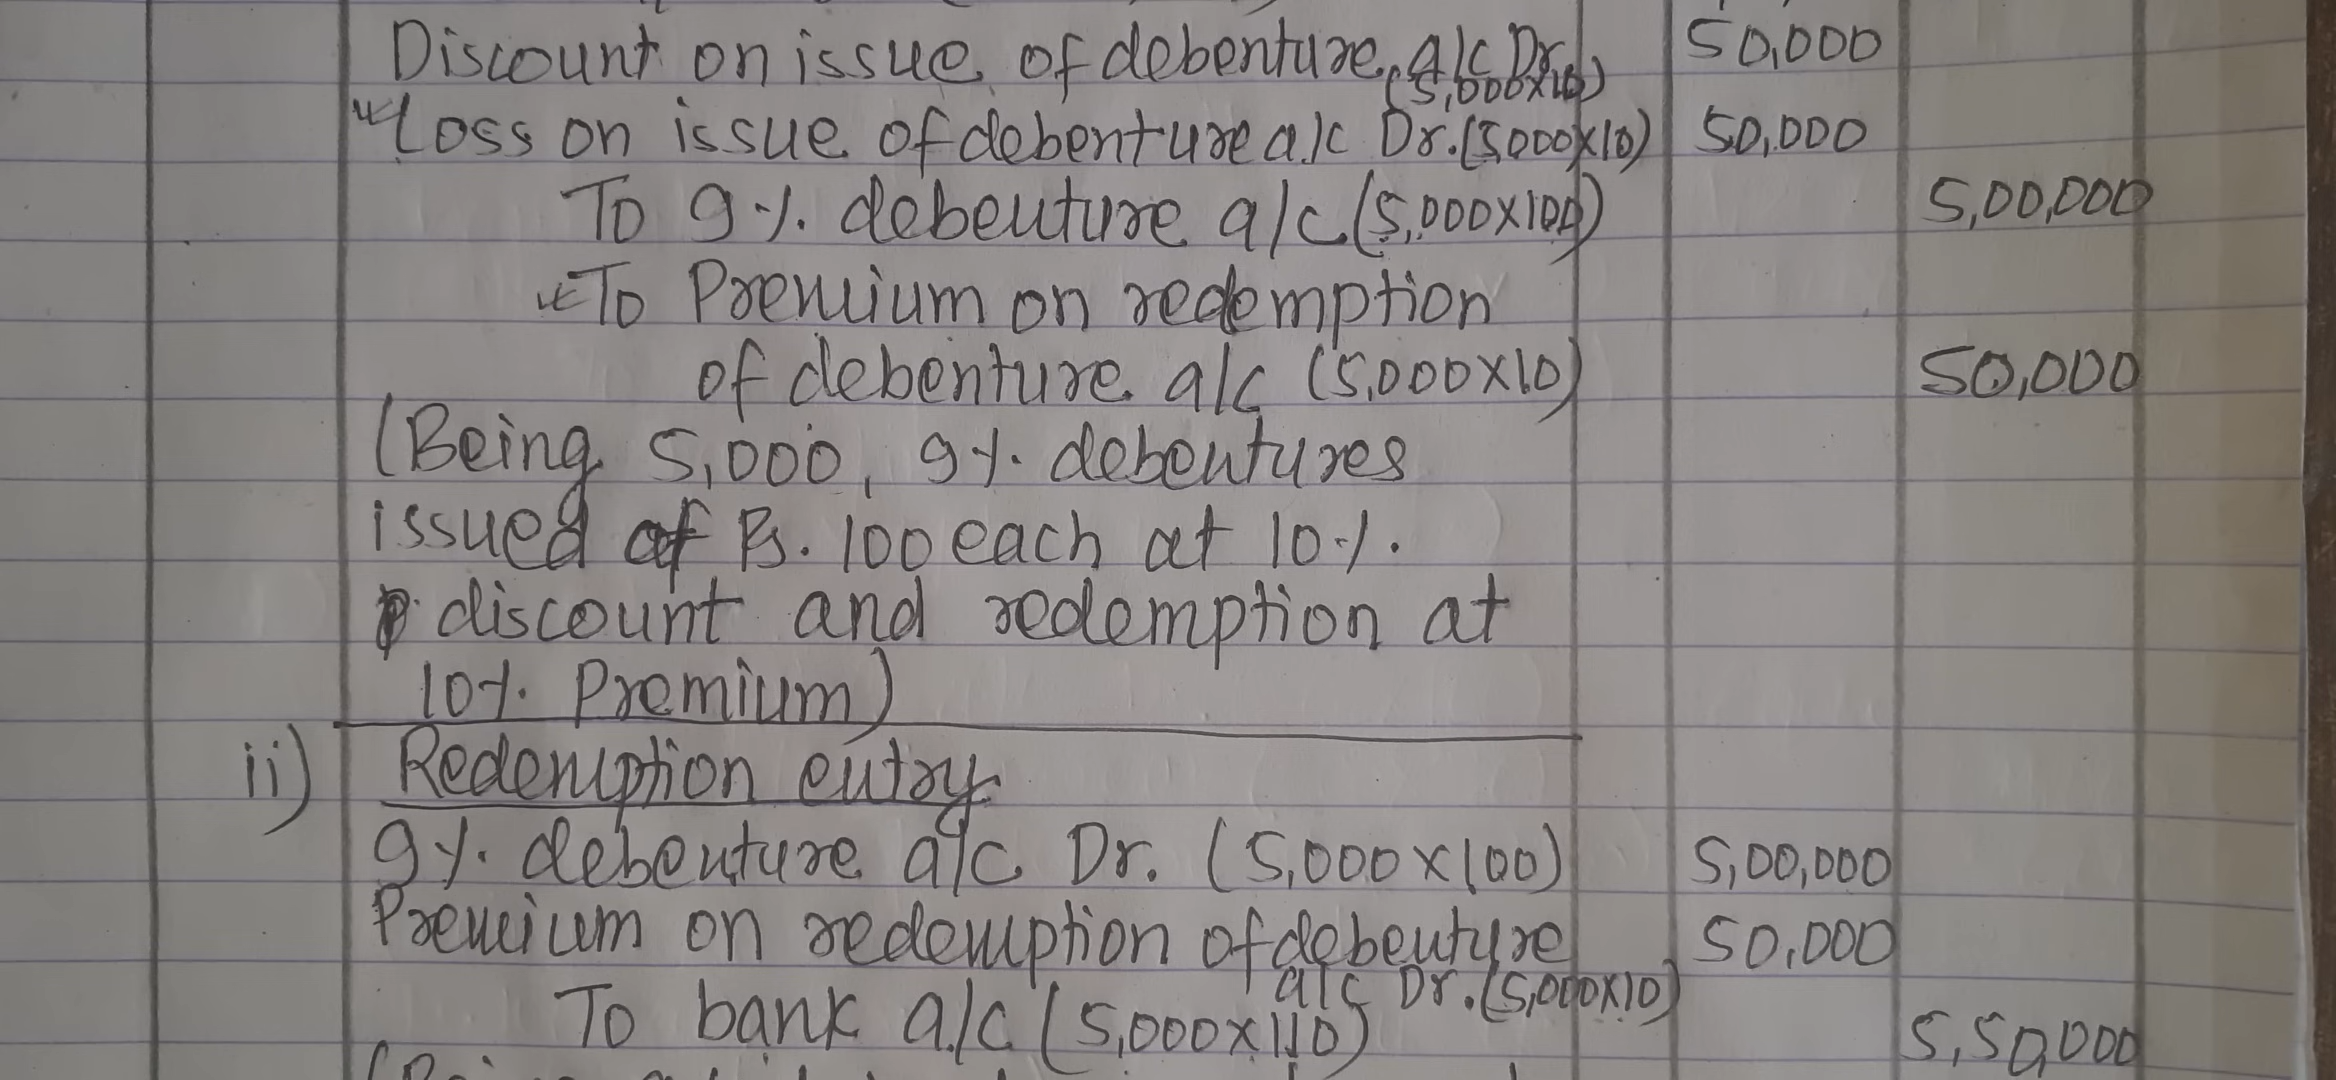 Discount on issue of debenture a/c Dr. 50,000
(5,000x10)
Loss on issue of debenture a/c Dr. (5000x10) 50,000
To 9%. debenture a/c (5,000x100) 5,00,000
To Premium on redemption
of debenture a/c (5,000x10) 50,000
(Being 5,000, 9%. debentures
issued of Rs. 100 each at 10%.
discount and redemption at
10%. Premium)
ii) Redemption entry
9%. debenture a/c Dr. (5,000x100) 5,00,000
Premium on redemption of debenture 50,000
a/c Dr. (5,000x10)
To bank a/c (5,000x110) 5,50,000